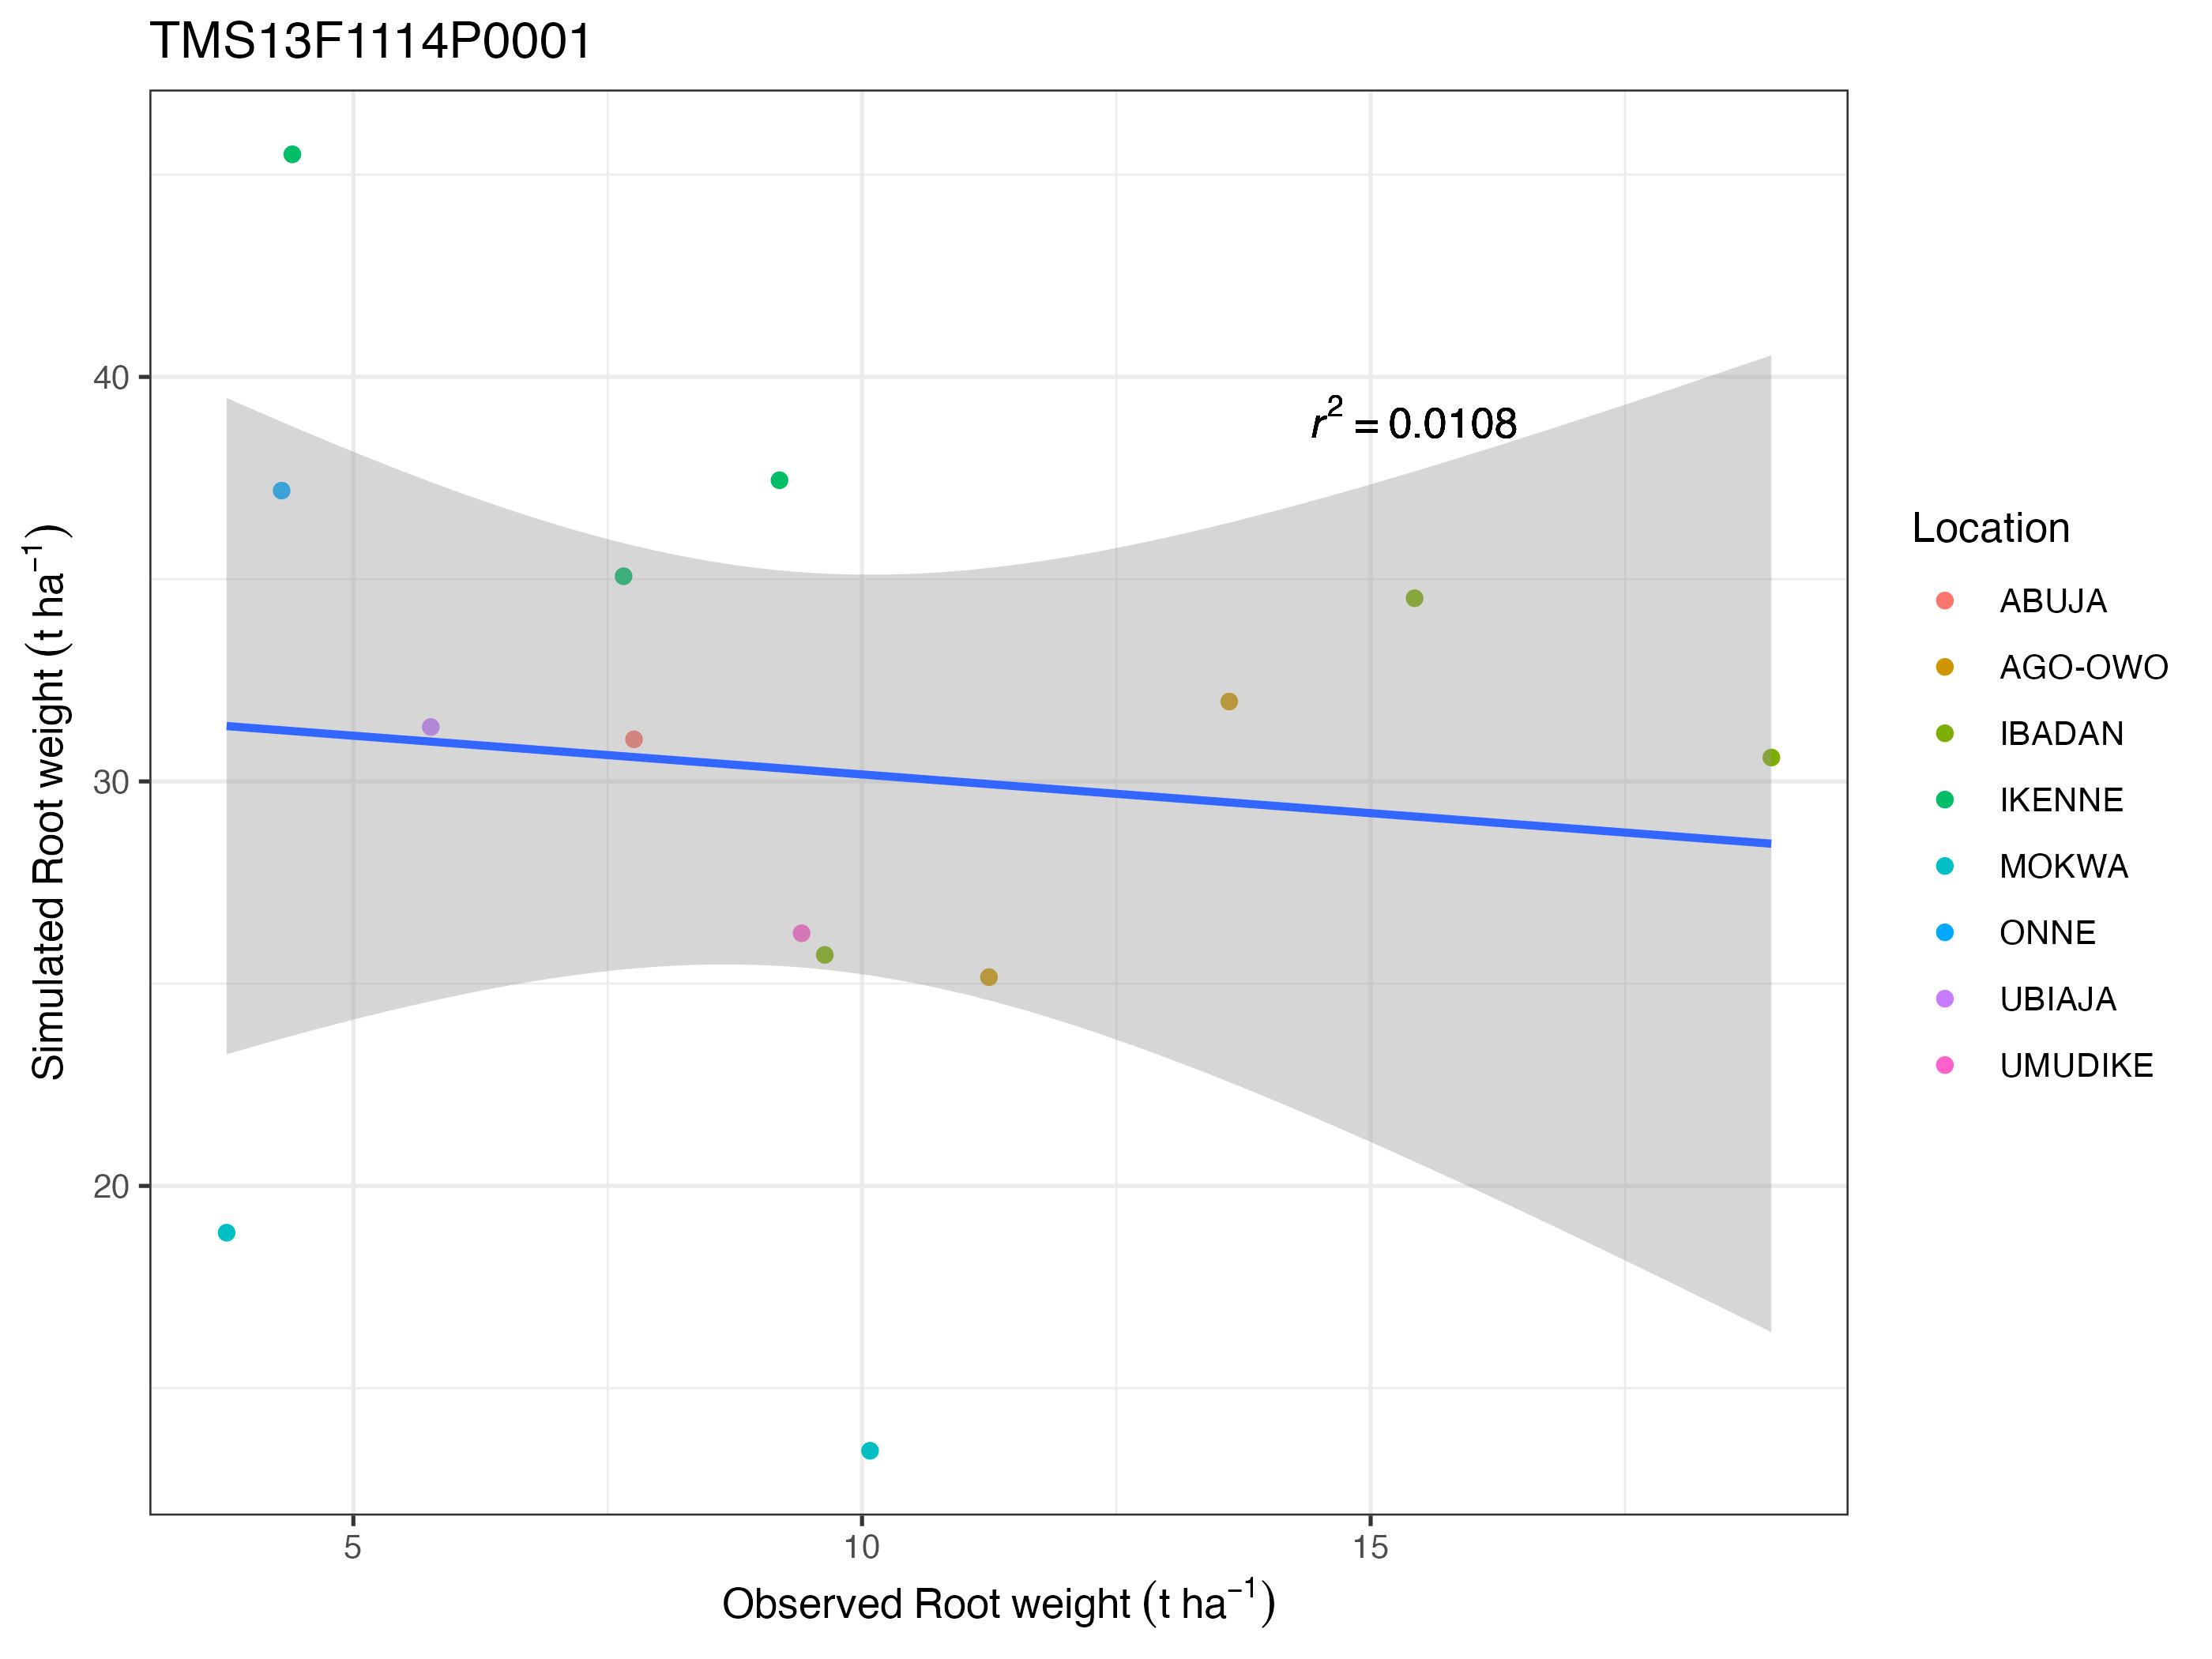 TMS13F1114P0001
40
30
20
Simulated Root weight (t ha⁻¹)
r² = 0.0108
5
10
15
Observed Root weight (t ha⁻¹)
Location
ABUJA
AGO-OWO
IBADAN
IKENNE
MOKWA
ONNE
UBIAJA
UMUDIKE